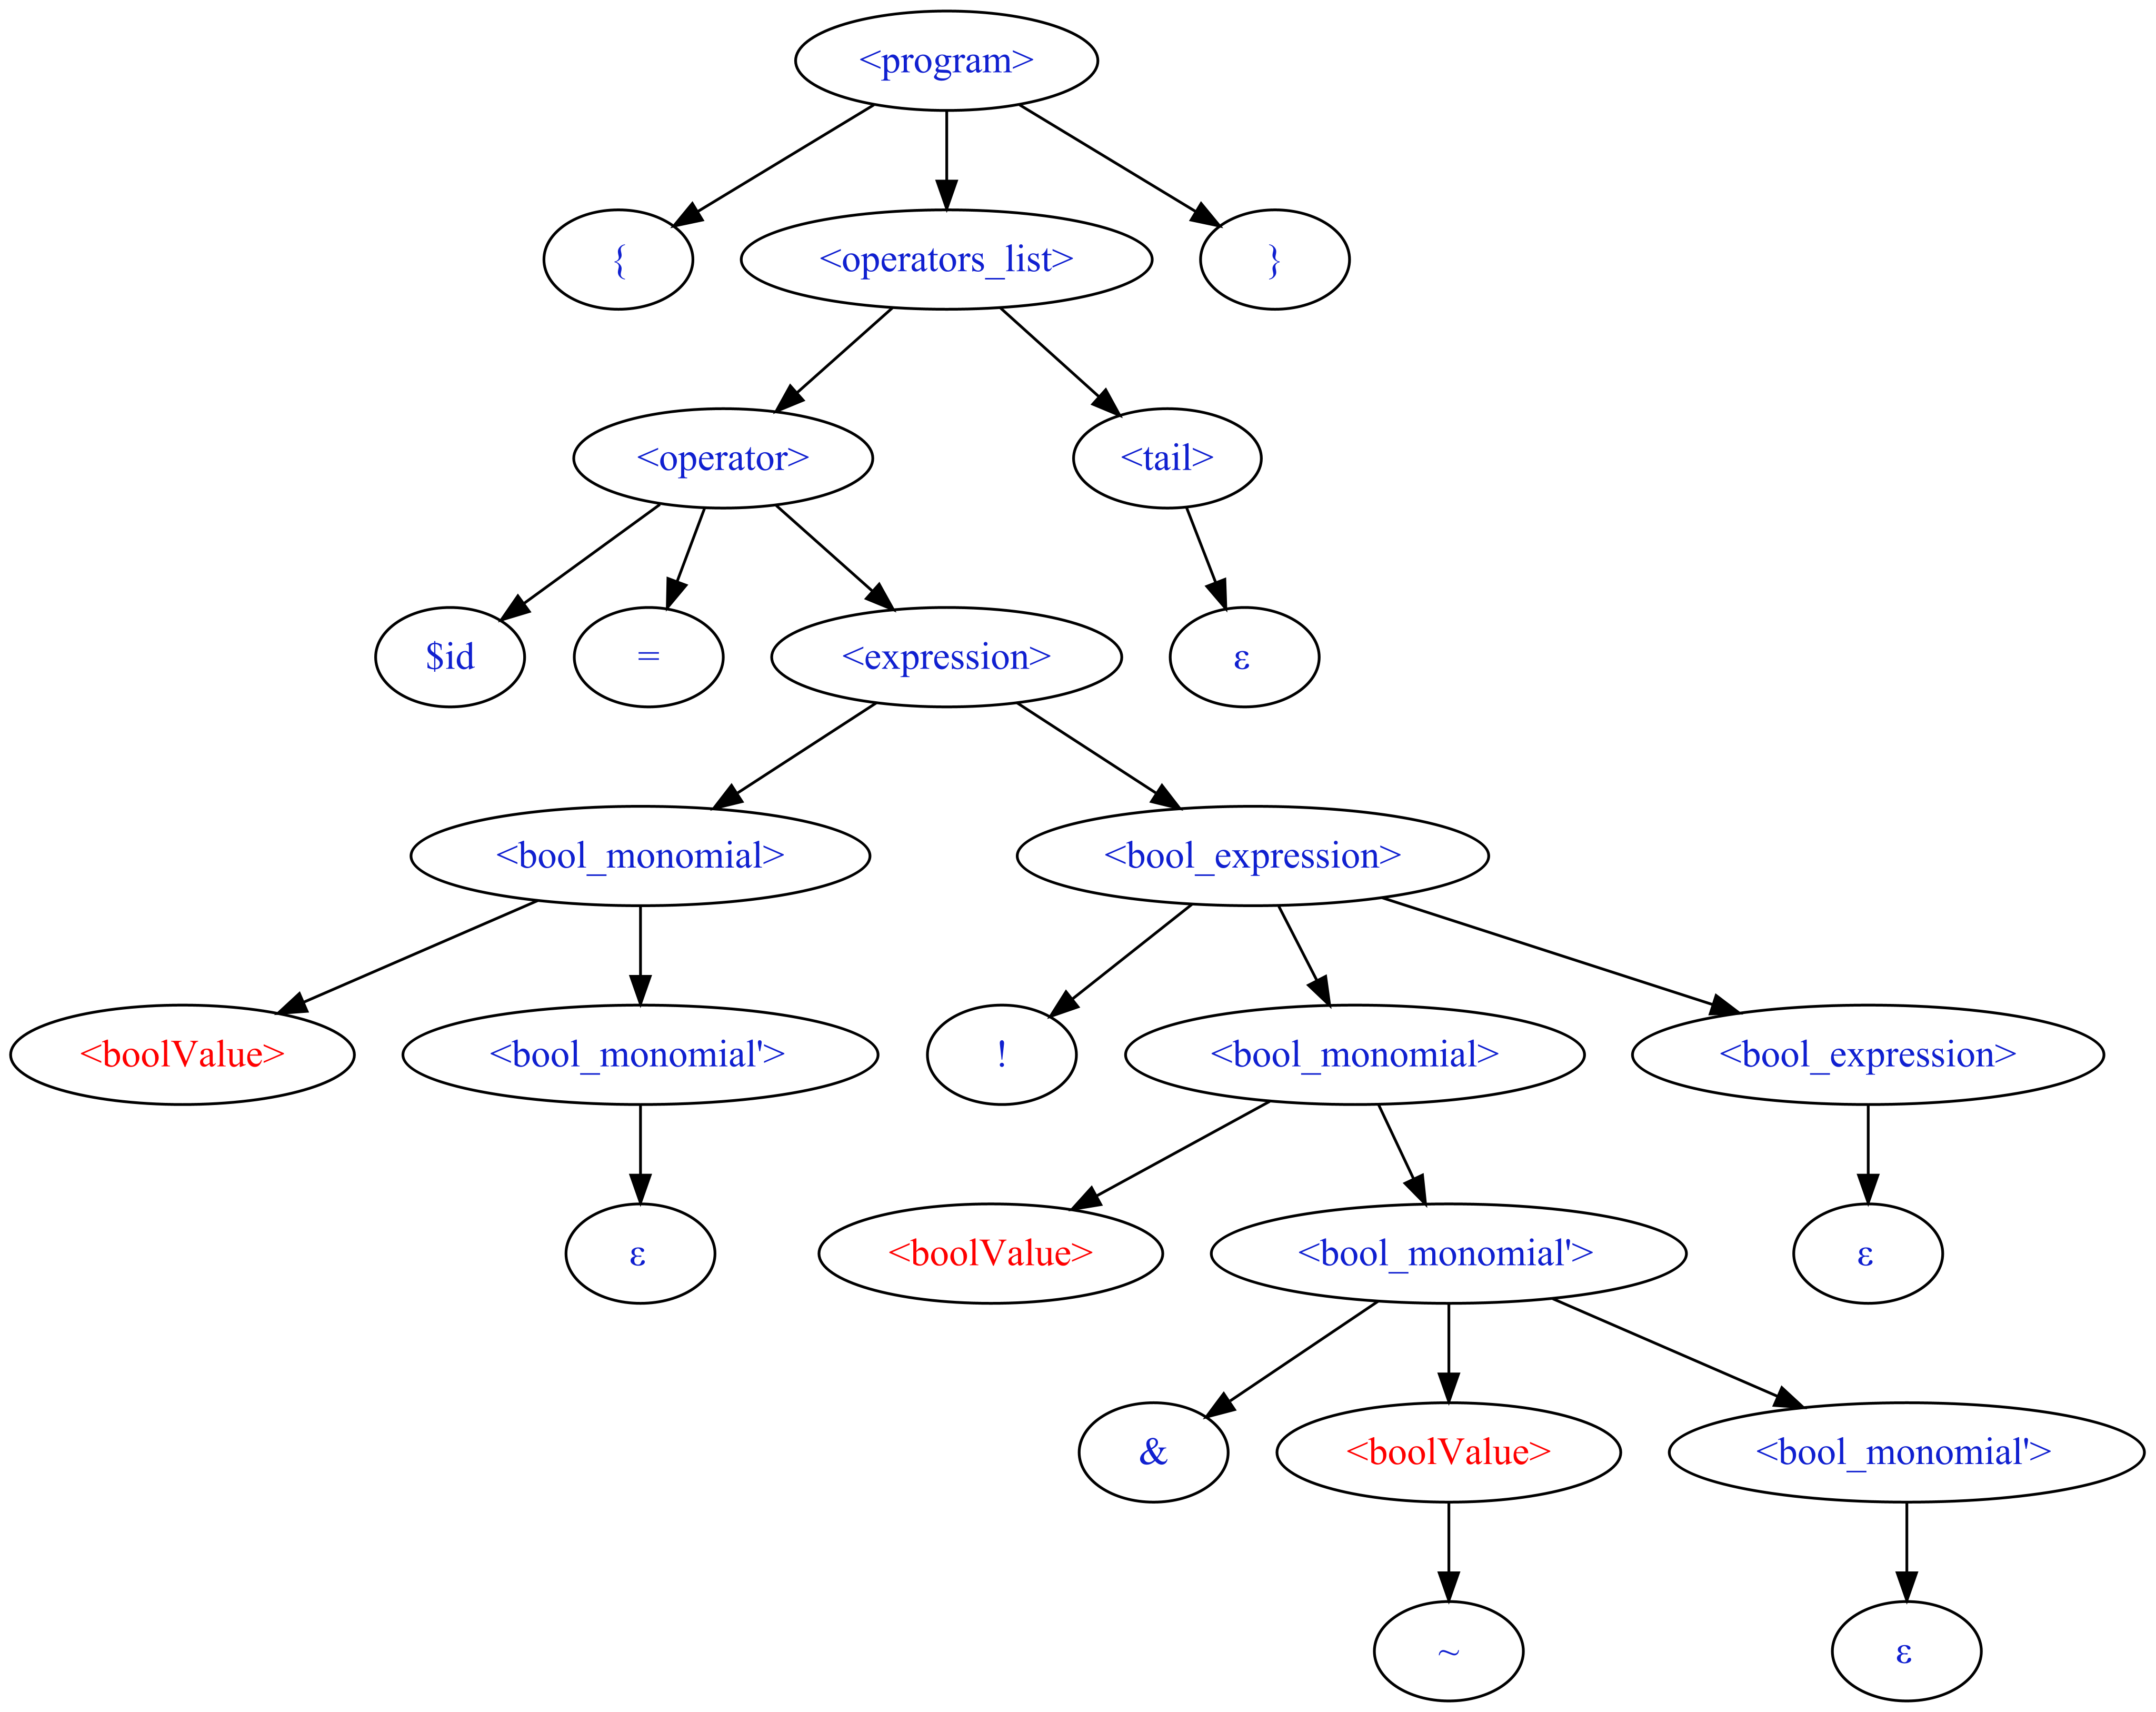 <program>
{
<operators_list>
}
<operator>
<tail>
$id
=
<expression>
ε
<bool_monomial>
<bool_expression>
<boolValue>
<bool_monomial'>
!
<bool_monomial>
<bool_expression>
ε
<boolValue>
<bool_monomial'>
ε
&
<boolValue>
<bool_monomial'>
~
ε